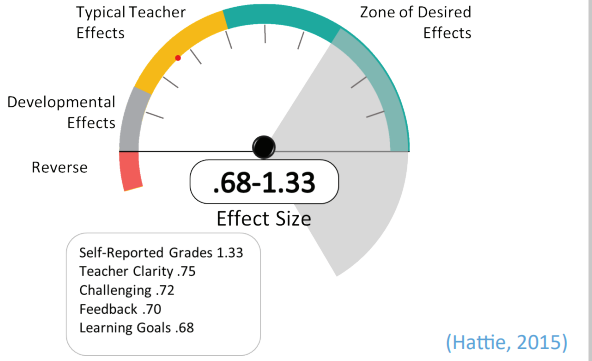 Typical Teacher
Effects
Zone of Desired
Effects
Developmental
Effects
Reverse
.68-1.33
Effect Size
Self-Reported Grades 1.33
Teacher Clarity .75
Challenging .72
Feedback .70
Learning Goals .68
(Hattie, 2015)